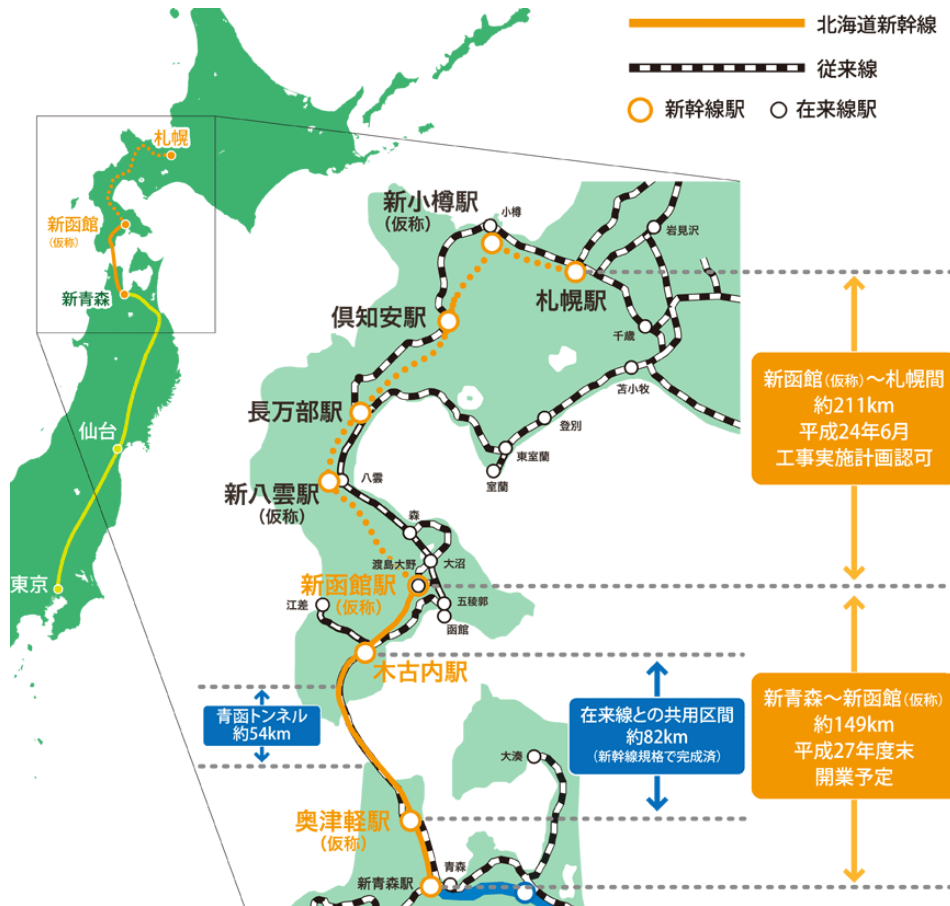 北海道新幹線
従来線
新幹線駅
在来線駅
札幌
新函館
(仮称)
新青森
仙台
東京
新小樽駅
(仮称)
小樽
岩見沢
札幌駅
倶知安駅
千歳
苫小牧
長万部駅
登別
東室蘭
室蘭
新八雲駅
(仮称)
八雲
森
渡島大野
大沼
新函館駅
(仮称)
江差
五稜郭
函館
木古内駅
青函トンネル
約54km
在来線との共用区間
約82km
(新幹線規格で完成済)
大湊
奥津軽駅
(仮称)
青森
新青森駅
新函館(仮称)〜札幌間
約211km
平成24年6月
工事実施計画認可
新青森〜新函館(仮称)
約149km
平成27年度末
開業予定